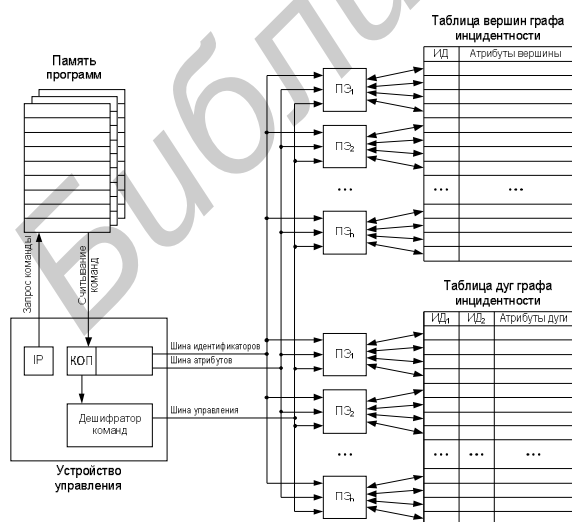 Память
программ
Запрос команды
Считывание
команд
IP
КОП
Дешифратор
команд
Устройство
управления
Шина идентификаторов
Шина атрибутов
Шина управления
ПЭ1
ПЭ2
...
ПЭn
ПЭ1
ПЭ2
...
ПЭn
Таблица вершин графа
инцидентности
ИД Атрибуты вершины
... ...
Таблица дуг графа
инцидентности
ИД1 ИД2 Атрибуты дуги
... ... ...
Библи